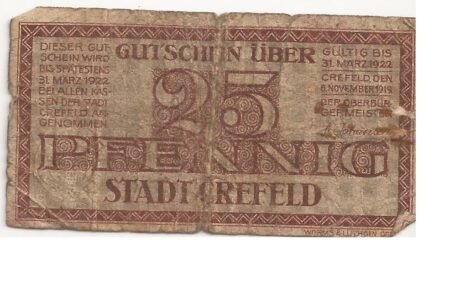 GUTSCHEIN ÜBER
25
PFENNIG
STADT CREFELD
DIESER GUT-
SCHEIN WIRD
BIS SPÄTESTENS
31. MÄRZ 1922
BEI ALLEN KAS-
SEN DER STADT
CREFELD AN-
GENOMMEN
GÜLTIG BIS
31. MÄRZ 1922
CREFELD DEN
8. NOVEMBER 1919
DER OBERBÜR-
GERMEISTER